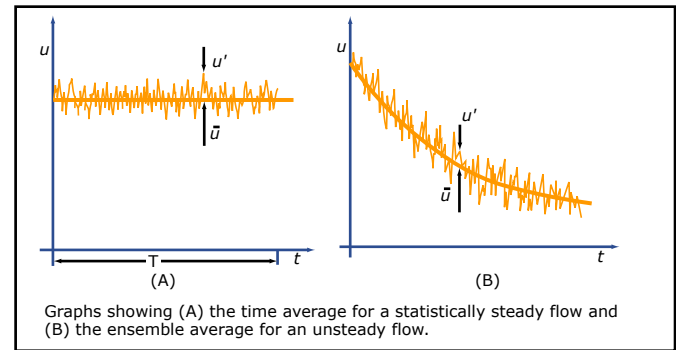 u
u'
ū
T
t
(A)
u
u'
ū
t
(B)
Graphs showing (A) the time average for a statistically steady flow and
(B) the ensemble average for an unsteady flow.